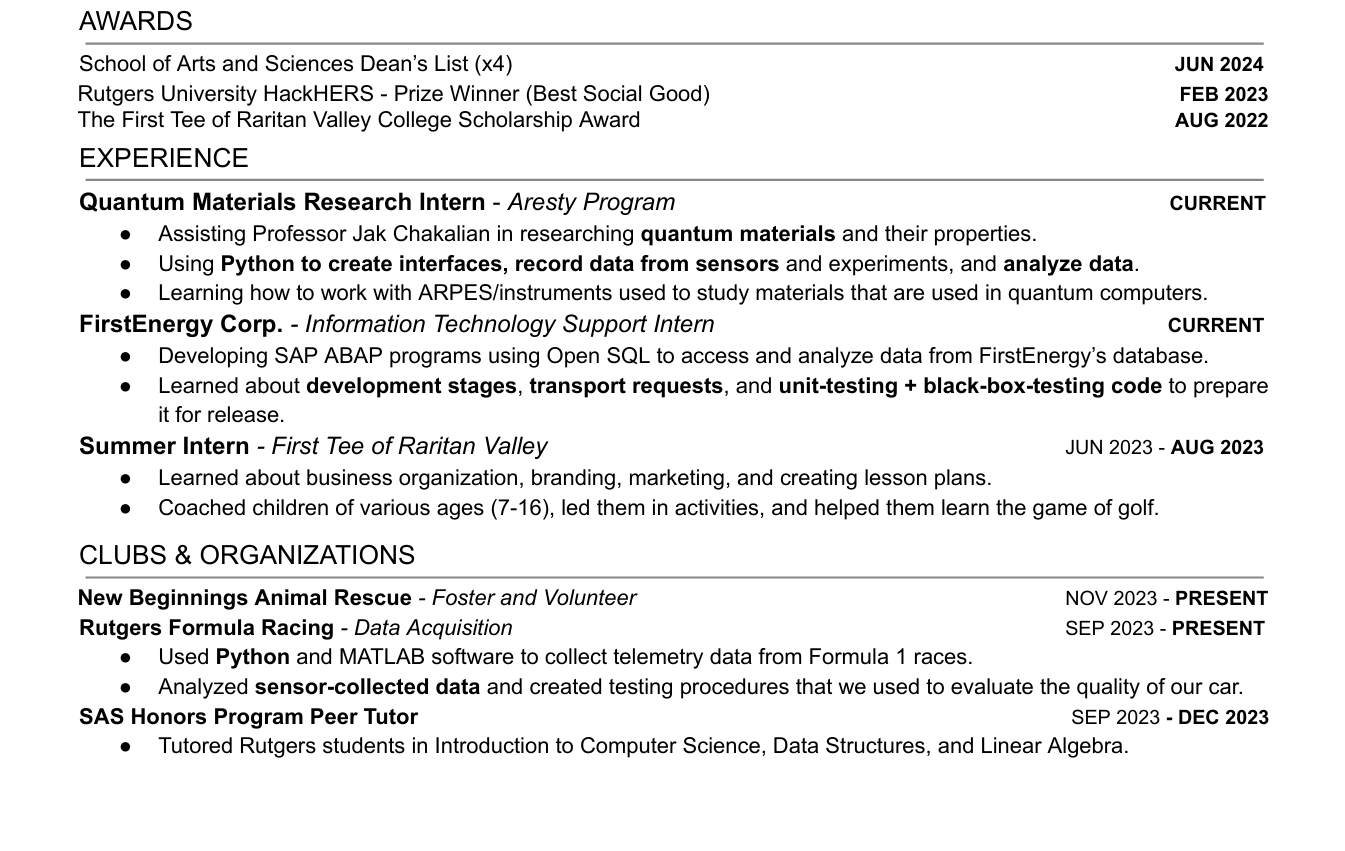 AWARDS
School of Arts and Sciences Dean’s List (x4) JUN 2024
Rutgers University HackHERS - Prize Winner (Best Social Good) FEB 2023
The First Tee of Raritan Valley College Scholarship Award AUG 2022
EXPERIENCE
Quantum Materials Research Intern - Aresty Program CURRENT
● Assisting Professor Jak Chakalian in researching quantum materials and their properties.
● Using Python to create interfaces, record data from sensors and experiments, and analyze data.
● Learning how to work with ARPES/instruments used to study materials that are used in quantum computers.
FirstEnergy Corp. - Information Technology Support Intern CURRENT
● Developing SAP ABAP programs using Open SQL to access and analyze data from FirstEnergy’s database.
● Learned about development stages, transport requests, and unit-testing + black-box-testing code to prepare
it for release.
Summer Intern - First Tee of Raritan Valley JUN 2023 - AUG 2023
● Learned about business organization, branding, marketing, and creating lesson plans.
● Coached children of various ages (7-16), led them in activities, and helped them learn the game of golf.
CLUBS & ORGANIZATIONS
New Beginnings Animal Rescue - Foster and Volunteer NOV 2023 - PRESENT
Rutgers Formula Racing - Data Acquisition SEP 2023 - PRESENT
● Used Python and MATLAB software to collect telemetry data from Formula 1 races.
● Analyzed sensor-collected data and created testing procedures that we used to evaluate the quality of our car.
SAS Honors Program Peer Tutor SEP 2023 - DEC 2023
● Tutored Rutgers students in Introduction to Computer Science, Data Structures, and Linear Algebra.